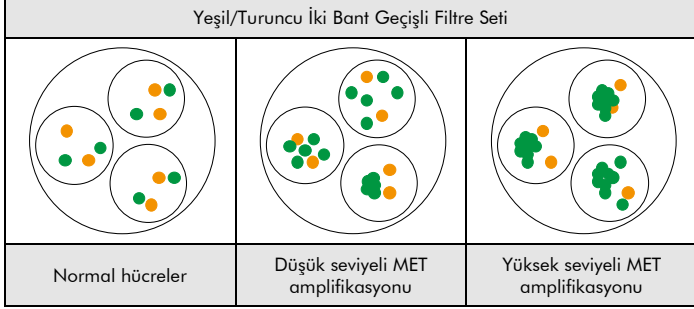 Yeşil/Turuncu İki Bant Geçişli Filtre Seti
Normal hücreler
Düşük seviyeli MET
amplifikasyonu
Yüksek seviyeli MET
amplifikasyonu